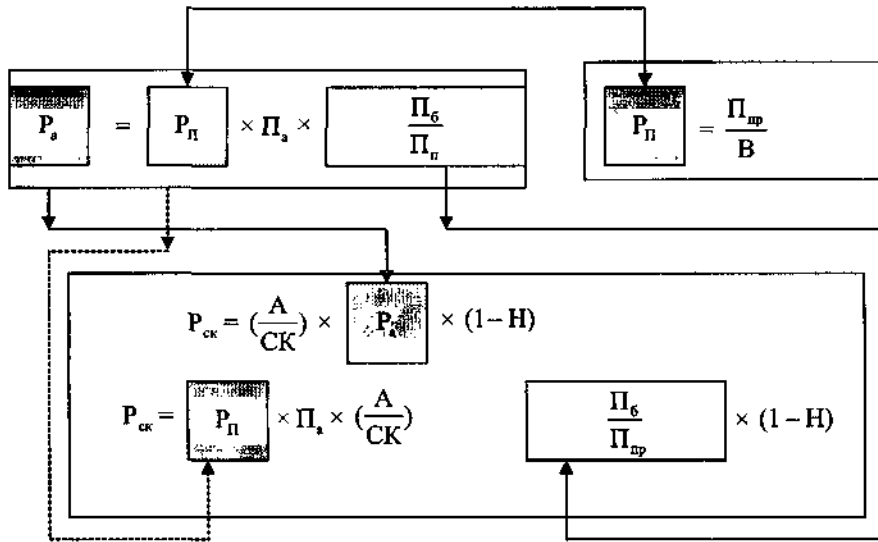 Pₐ = P_П × Пₐ × П_б / П_п
P_П = П_пр / В
P_ск = (А / СК) × Pₐ × (1 – Н)
P_ск = P_П × Пₐ × (А / СК) П_б / П_пр × (1 – Н)